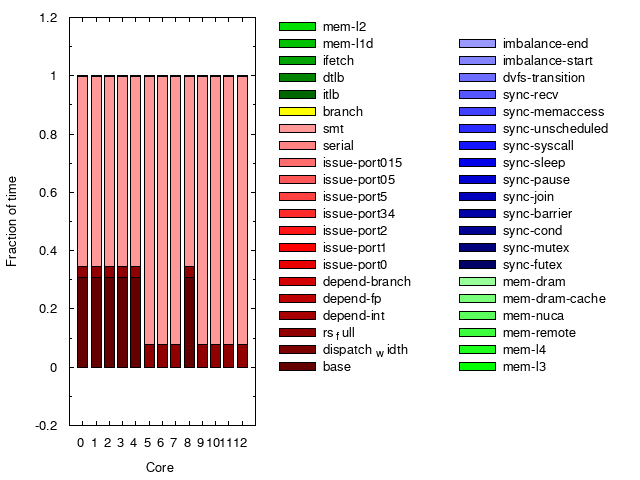 1.2
1
0.8
0.6
0.4
0.2
0
-0.2
Fraction of time
0 1 2 3 4 5 6 7 8 9 10 11 12
Core
mem-l2
mem-l1d
ifetch
dtlb
itlb
branch
smt
serial
issue-port015
issue-port05
issue-port5
issue-port34
issue-port2
issue-port1
issue-port0
depend-branch
depend-fp
depend-int
rs f ull
dispatch w idth
base
imbalance-end
imbalance-start
dvfs-transition
sync-recv
sync-memaccess
sync-unscheduled
sync-syscall
sync-sleep
sync-pause
sync-join
sync-barrier
sync-cond
sync-mutex
sync-futex
mem-dram
mem-dram-cache
mem-nuca
mem-remote
mem-l4
mem-l3